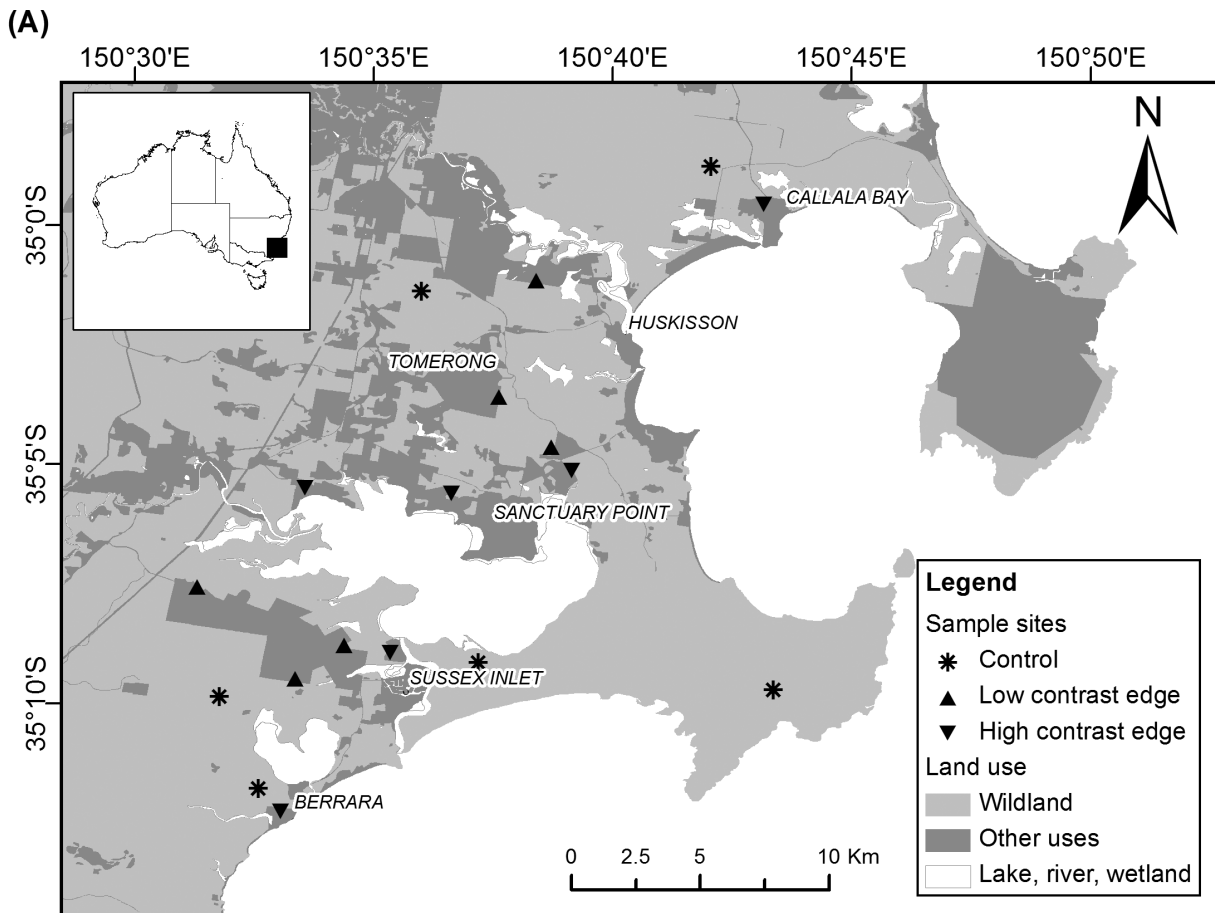 (A)
150°30'E 150°35'E 150°40'E 150°45'E 150°50'E
N
35°0'S
CALLALA BAY
HUSKISSON
TOMERONG
35°5'S
SANCTUARY POINT
SUSSEX INLET
35°10'S
BERRARA
Legend
Sample sites
Control
Low contrast edge
High contrast edge
Land use
Wildland
Other uses
Lake, river, wetland
0 2.5 5 10 Km